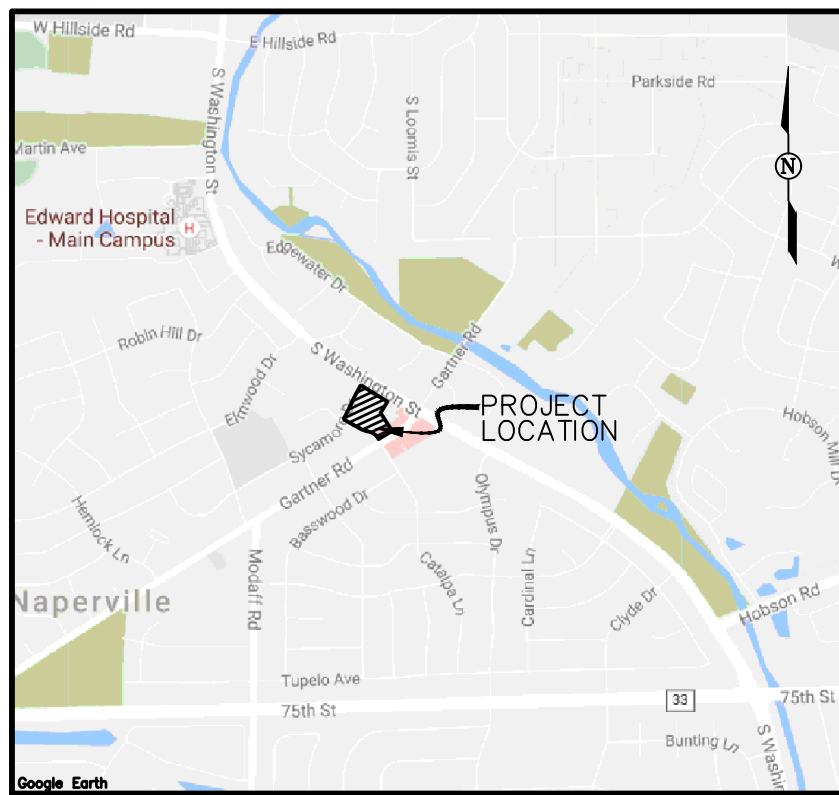 W Hillside Rd
E Hillside Rd
S Washington St
Parkside Rd
S Loomis St
Martin Ave
N
Edward Hospital
- Main Campus
H
Edgewater Dr
Robin Hill Dr
S Washington St
Gartner Rd
Elmwood Dr
PROJECT
LOCATION
Hobson Mill Dr
Gartner Rd
Basswood Dr
Olympus Dr
Hemlock Ln
Modaff Rd
Catalpa Ln
Cardinal Ln
Naperville
Clyde Dr
Hobson Rd
Tupelo Ave
75th St
33
75th St
Bunting Ln
Google Earth